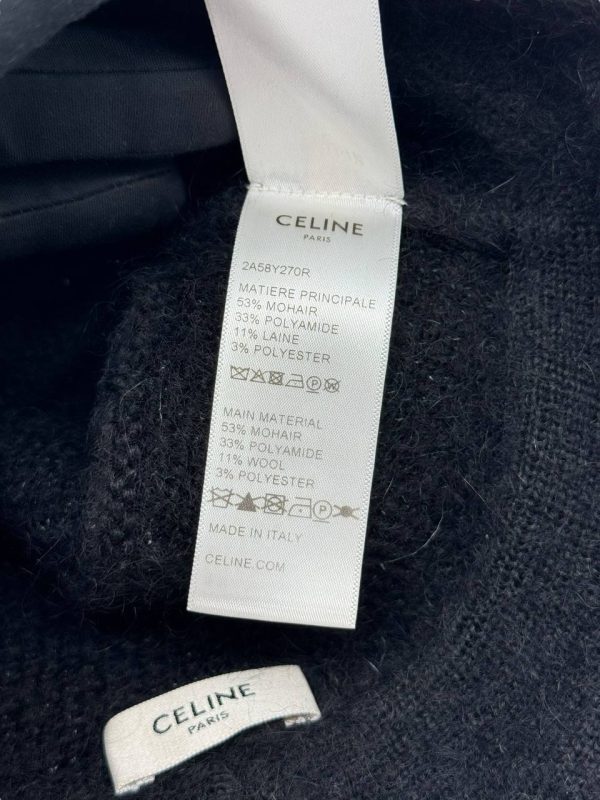 CELINE
PARIS
2A58Y270R
MATIERE PRINCIPALE
53% MOHAIR
33% POLYAMIDE
11% LAINE
3% POLYESTER
MAIN MATERIAL
53% MOHAIR
33% POLYAMIDE
11% WOOL
3% POLYESTER
MADE IN ITALY
CELINE.COM
CELINE
PARIS